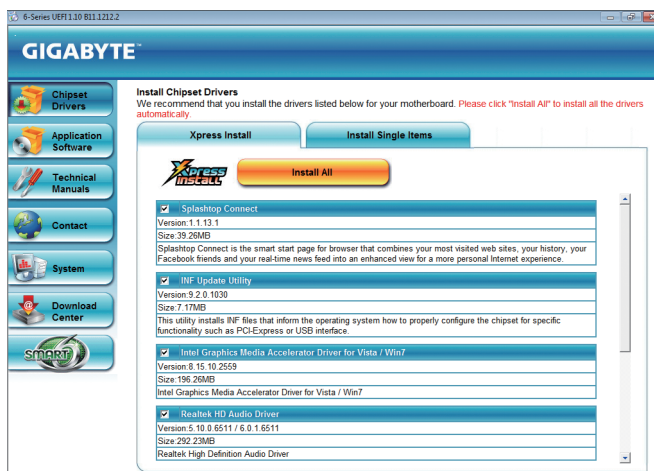 6-Series UEFI 1.10 B11.1212.2
GIGABYTE™
Chipset
Drivers
Application
Software
Technical
Manuals
Contact
System
Download
Center
SMART6
Install Chipset Drivers
We recommend that you install the drivers listed below for your motherboard. Please click "Install All" to install all the drivers
automatically.
Xpress Install
Install Single Items
Xpress
Install
Install All
Splashtop Connect
Version:1.1.13.1
Size:39.26MB
Splashtop Connect is the smart start page for browser that combines your most visited web sites, your history, your
Facebook friends and your real-time news feed into an enhanced view for a more personal Internet experience.
INF Update Utility
Version:9.2.0.1030
Size:7.17MB
This utility installs INF files that inform the operating system how to properly configure the chipset for specific
functionality such as PCI-Express or USB interface.
Intel Graphics Media Accelerator Driver for Vista / Win7
Version:8.15.10.2559
Size:196.26MB
Intel Graphics Media Accelerator Driver for Vista / Win7
Realtek HD Audio Driver
Version:5.10.0.6511 / 6.0.1.6511
Size:292.23MB
Realtek High Definition Audio Driver